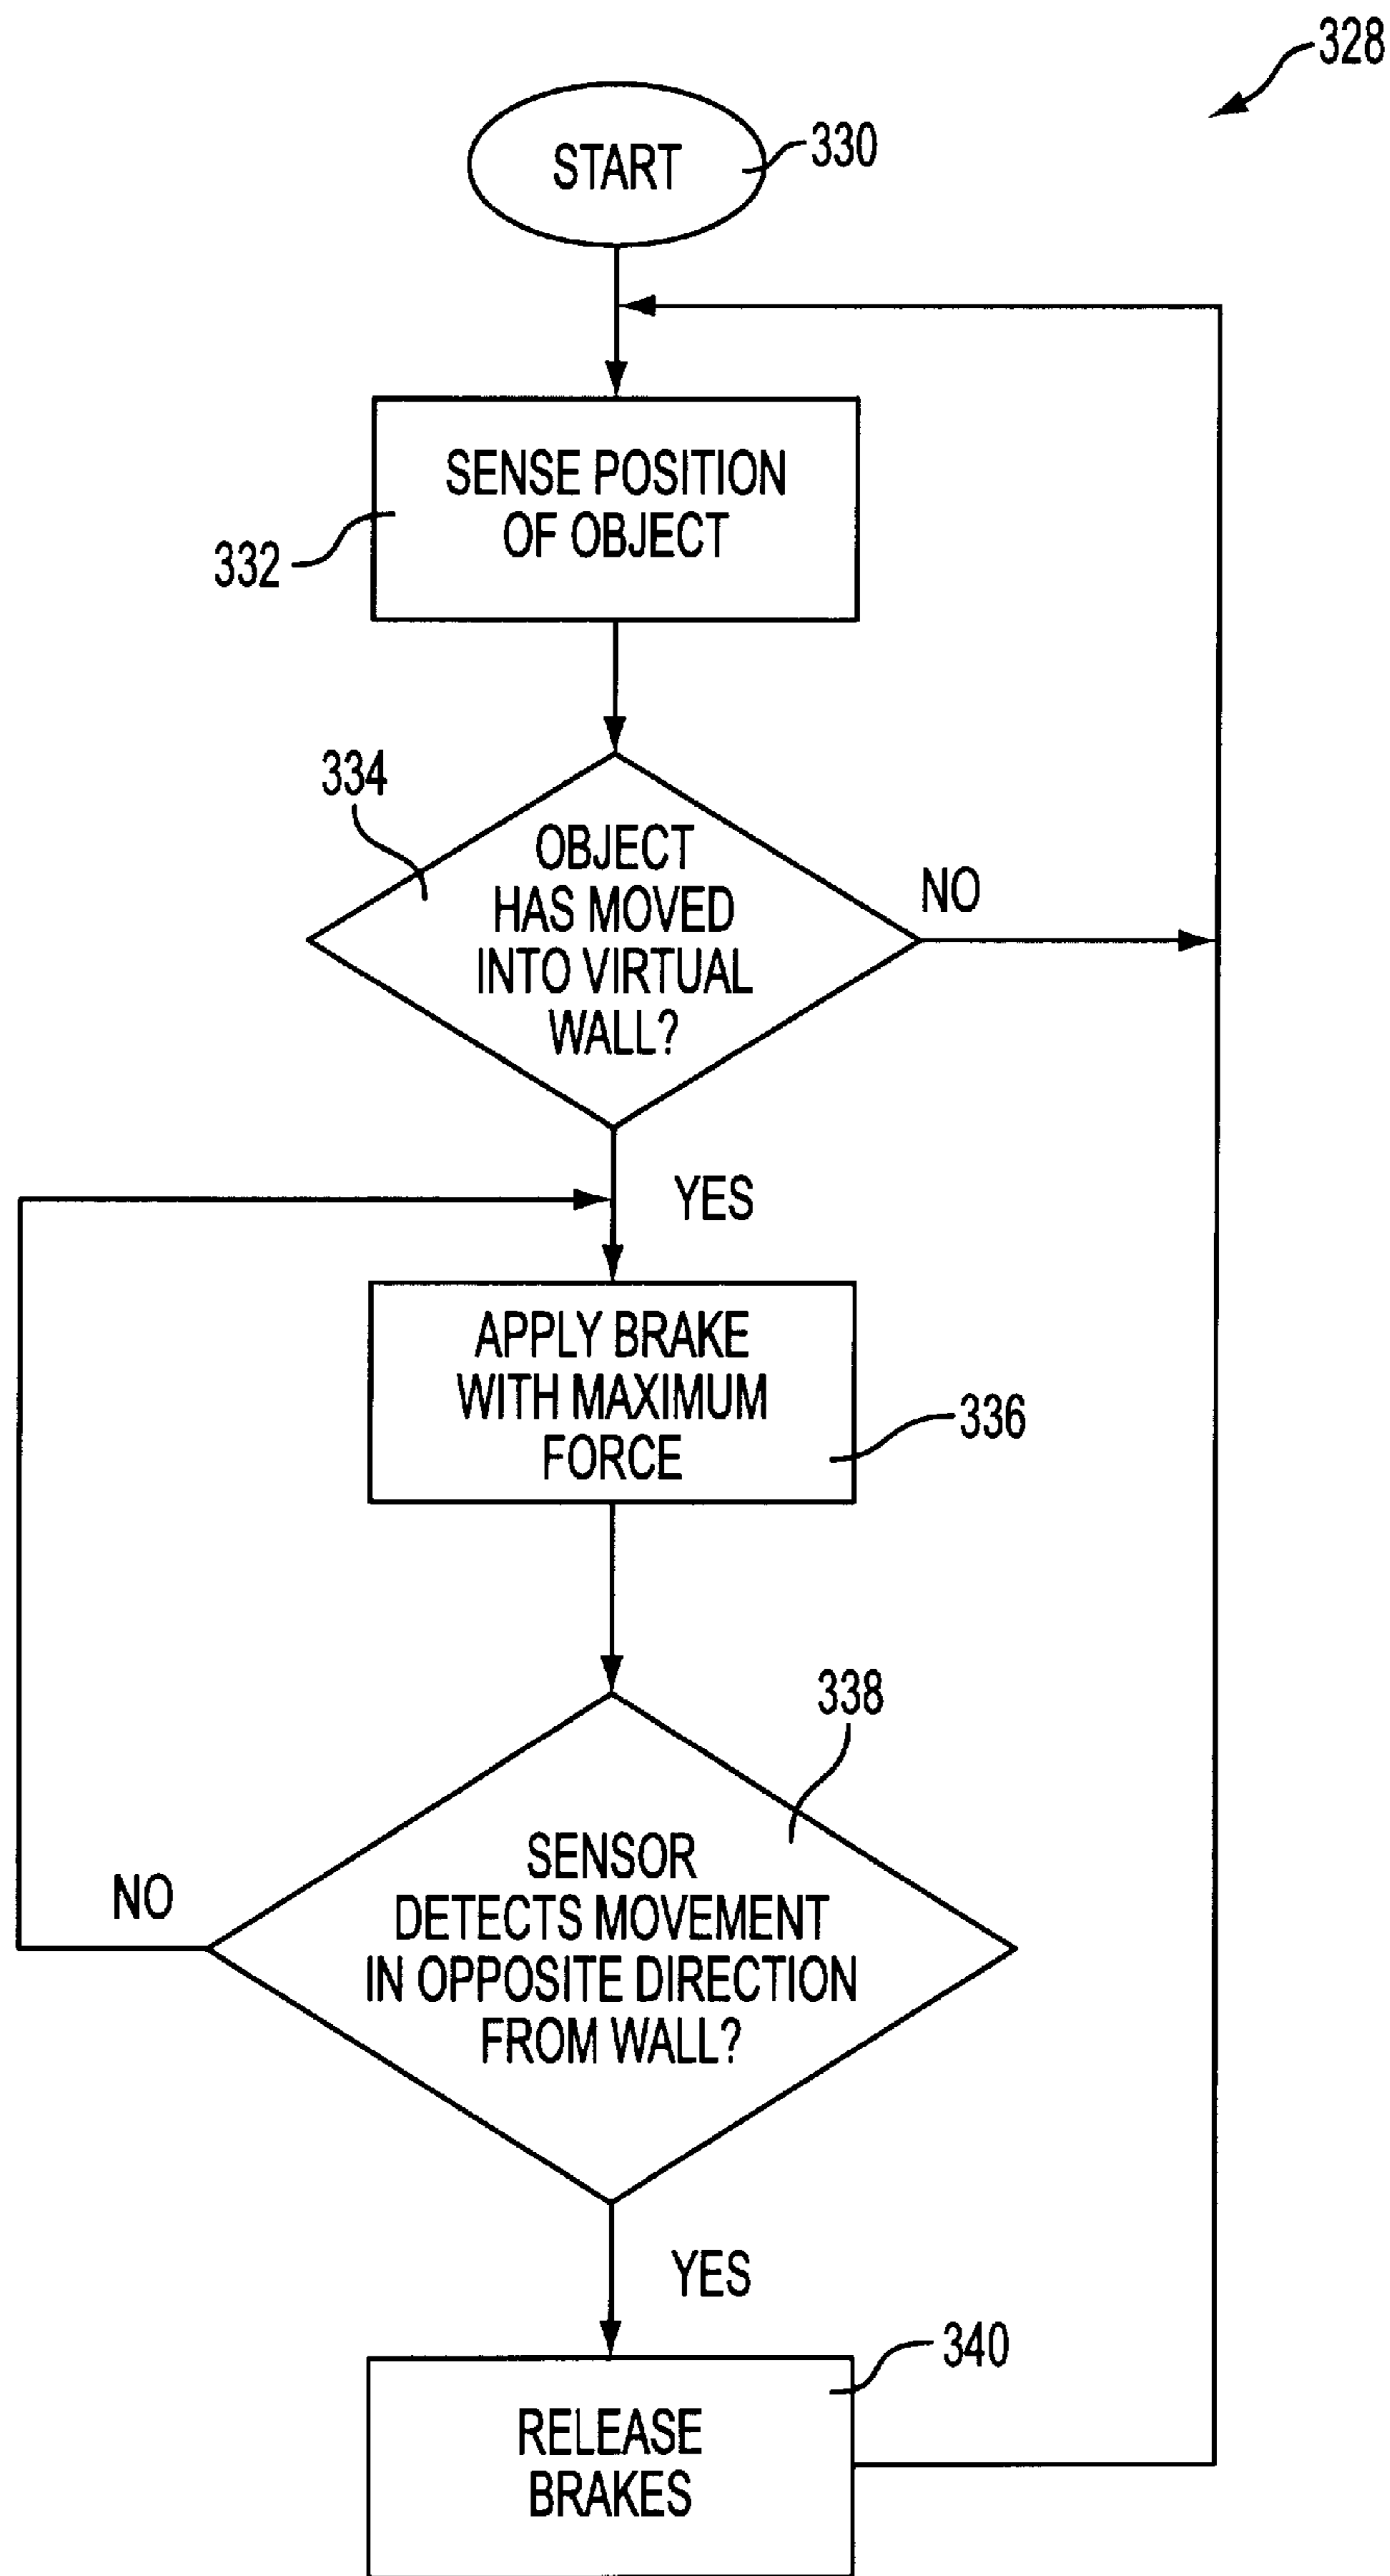 328
START
330
SENSE POSITION
OF OBJECT
332
334
OBJECT
HAS MOVED
INTO VIRTUAL
WALL?
NO
YES
APPLY BRAKE
WITH MAXIMUM
FORCE
336
338
SENSOR
DETECTS MOVEMENT
IN OPPOSITE DIRECTION
FROM WALL?
NO
YES
340
RELEASE
BRAKES